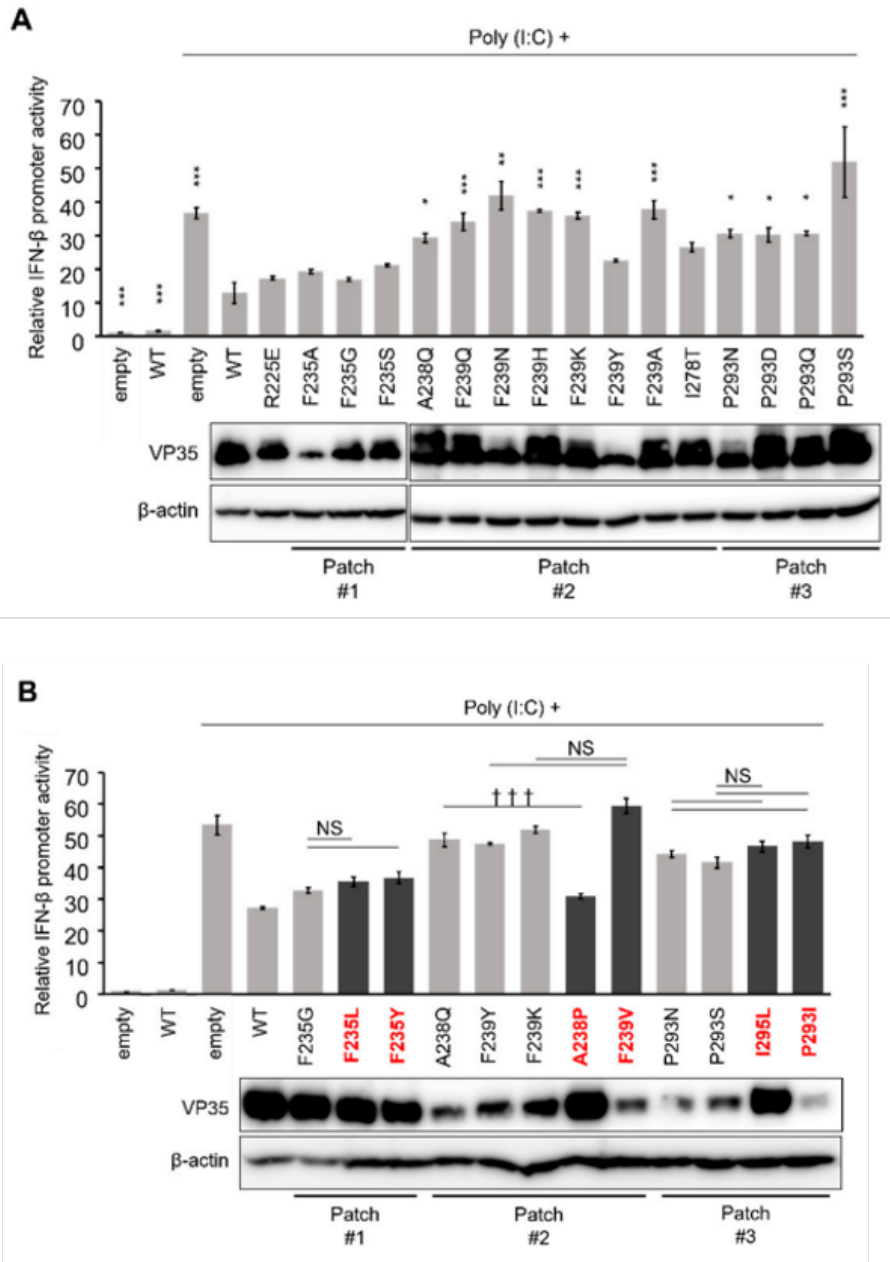 A
Poly (I:C) +
Relative IFN-β promoter activity
70
60
50
40
30
20
10
0
***
***
***
*
***
**
***
***
***
*
*
*
***
empty
WT
empty
WT
R225E
F235A
F235G
F235S
A238Q
F239Q
F239N
F239H
F239K
F239Y
F239A
I278T
P293N
P293D
P293Q
P293S
VP35
β-actin
Patch
#1
Patch
#2
Patch
#3
B
Poly (I:C) +
Relative IFN-β promoter activity
70
60
50
40
30
20
10
0
NS
†††
NS
NS
empty
WT
empty
WT
F235G
F235L
F235Y
A238Q
F239Y
F239K
A238P
F239V
P293N
P293S
I295L
P293I
VP35
β-actin
Patch
#1
Patch
#2
Patch
#3